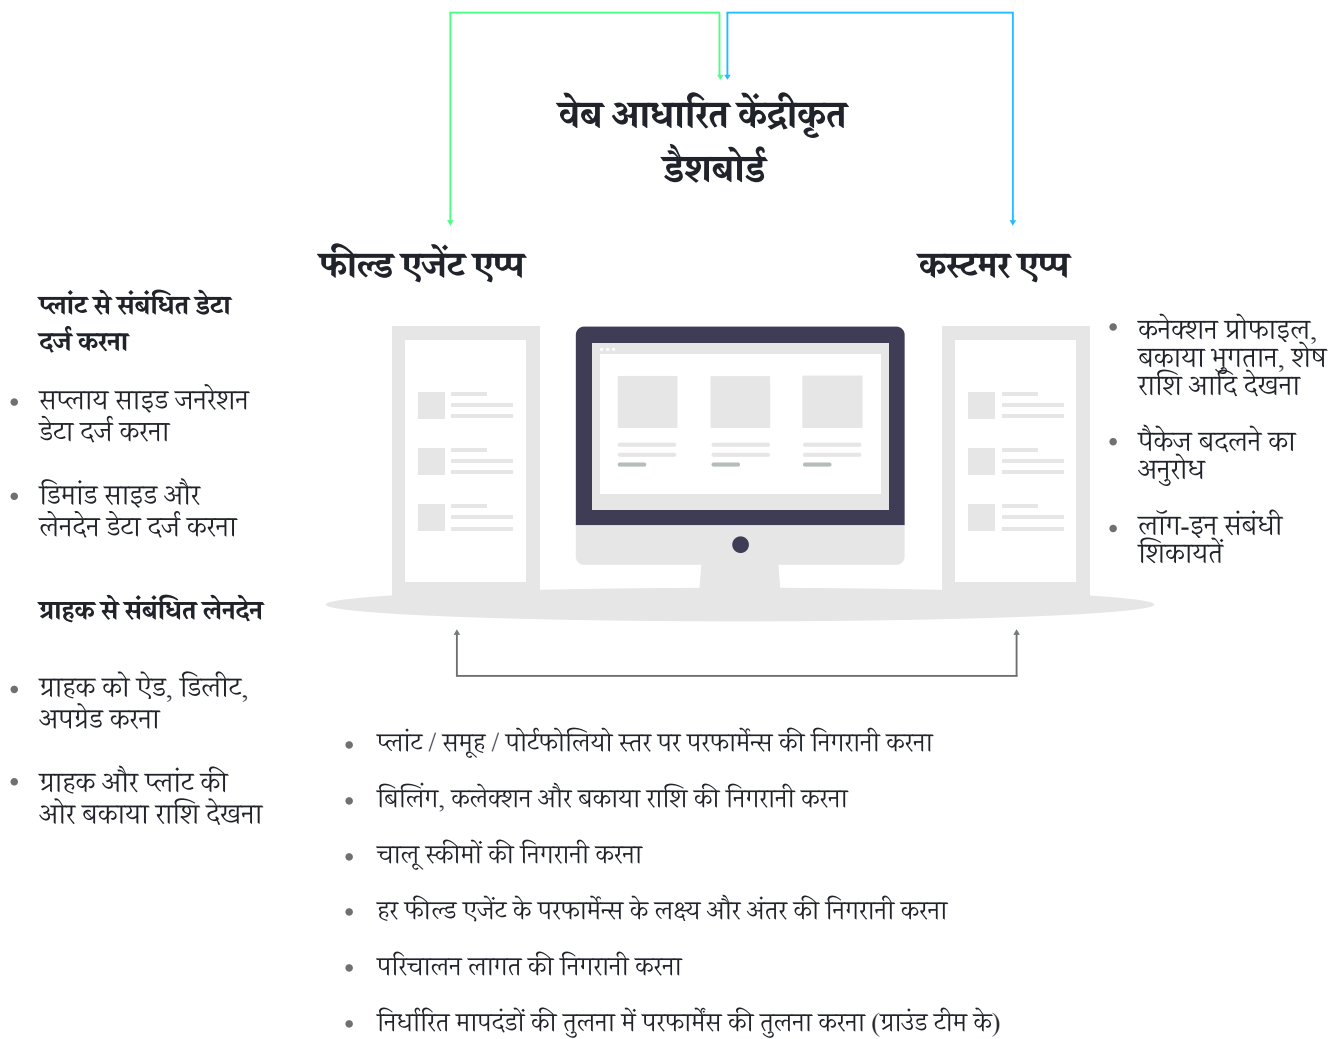 वेब आधारित केंद्रीकृत
डैशबोर्ड
फील्ड एजेंट एप्प
कस्टमर एप्प
प्लांट से संबंधित डेटा
दर्ज करना
• सप्लाय साइड जनरेशन
डेटा दर्ज करना
• डिमांड साइड और
लेनदेन डेटा दर्ज करना
ग्राहक से संबंधित लेनदेन
• ग्राहक को ऐड, डिलीट,
अपग्रेड करना
• ग्राहक और प्लांट की
ओर बकाया राशि देखना
• कनेक्शन प्रोफाइल,
बकाया भुगतान, शेष
राशि आदि देखना
• पैकेज बदलने का
अनुरोध
• लॉग-इन संबंधी
शिकायतें
• प्लांट / समूह / पोर्टफोलियो स्तर पर परफार्मेन्स की निगरानी करना
• बिलिंग, कलेक्शन और बकाया राशि की निगरानी करना
• चालू स्कीमों की निगरानी करना
• हर फील्ड एजेंट के परफार्मेन्स के लक्ष्य और अंतर की निगरानी करना
• परिचालन लागत की निगरानी करना
• निर्धारित मापदंडों की तुलना में परफार्मेंस की तुलना करना (ग्राउंड टीम के)